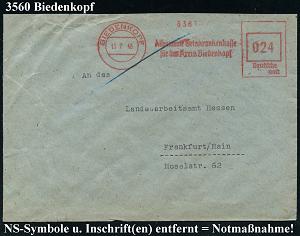 3560 Biedenkopf
BIEDENKOPF
Allgemeine Ortskrankenkasse
für den Kreis Biedenkopf
024
Deutsche
Post
An das
Landesarbeitsamt Hessen
Frankfurt/Main
Moselstr. 62
NS-Symbole u. Inschrift(en) entfernt = Notmaßnahme!